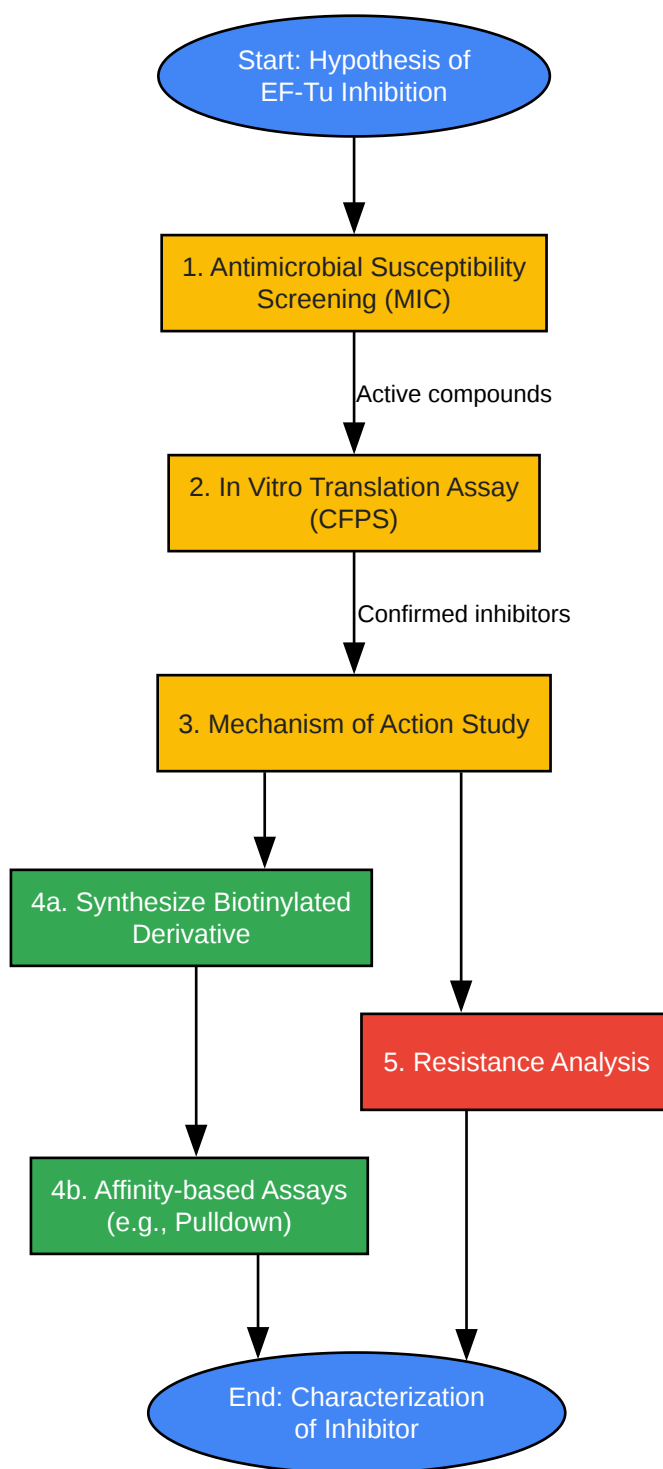 Start: Hypothesis of
EF-Tu Inhibition
1. Antimicrobial Susceptibility
Screening (MIC)
Active compounds
2. In Vitro Translation Assay
(CFPS)
Confirmed inhibitors
3. Mechanism of Action Study
4a. Synthesize Biotinylated
Derivative
5. Resistance Analysis
4b. Affinity-based Assays
(e.g., Pulldown)
End: Characterization
of Inhibitor